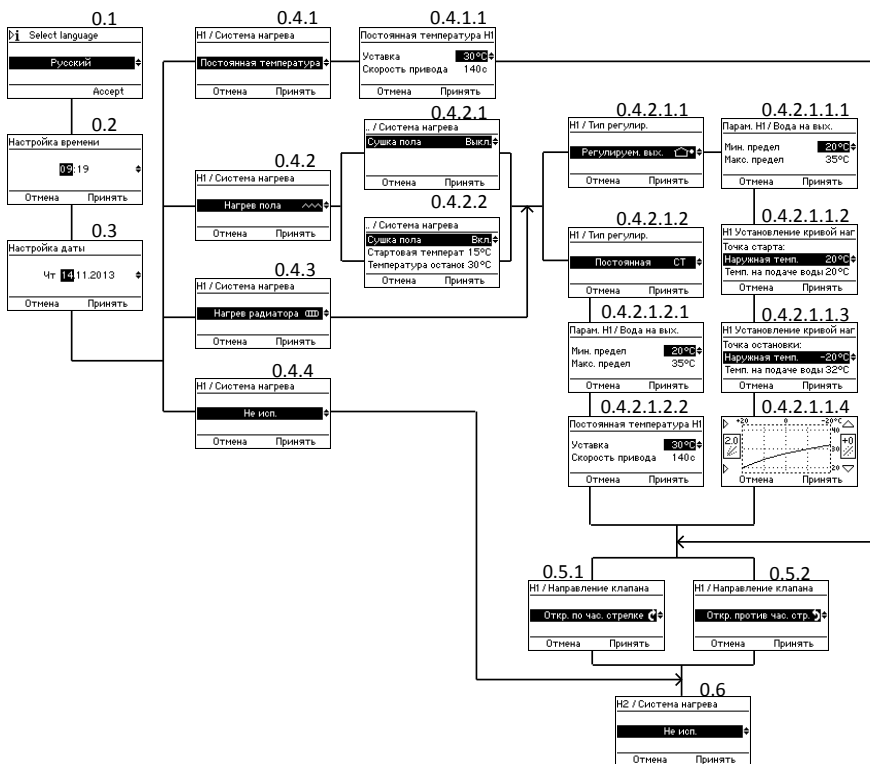 0.1
Select language
Русский
Accept
0.2
Настройка времени
09:19
Отмена Принять
0.3
Настройка даты
Чт 14.11.2013
Отмена Принять
0.4.1
H1 / Система нагрева
Постоянная температура
Отмена Принять
0.4.1.1
Постоянная температура H1
Уставка 30°C
Скорость привода 140с
Отмена Принять
0.4.2
H1 / Система нагрева
Нагрев пола
Отмена Принять
0.4.2.1
.. / Система нагрева
Сушка пола Выкл.
Отмена Принять
0.4.2.2
.. / Система нагрева
Сушка пола Вкл.
Стартовая температ 15°C
Температура останов 30°C
Отмена Принять
0.4.3
H1 / Система нагрева
Нагрев радиатора
Отмена Принять
0.4.4
H1 / Система нагрева
Не исп.
Отмена Принять
0.4.2.1.1
H1 / Тип регулир.
Регулируем. вых.
Отмена Принять
0.4.2.1.1.1
Парам. H1 / Вода на вых.
Мин. предел 20°C
Макс. предел 35°C
Отмена Принять
0.4.2.1.2
H1 / Тип регулир.
Постоянная CT
Отмена Принять
0.4.2.1.1.2
H1 Установление кривой наг
Точка старта:
Наружная темп. 20°C
Темп. на подаче воды 20°C
Отмена Принять
0.4.2.1.2.1
Парам. H1 / Вода на вых.
Мин. предел 20°C
Макс. предел 35°C
Отмена Принять
0.4.2.1.1.3
H1 Установление кривой наг
Точка остановки:
Наружная темп. -20°C
Темп. на подаче воды 32°C
Отмена Принять
0.4.2.1.2.2
Постоянная температура H1
Уставка 30°C
Скорость привода 140с
Отмена Принять
0.4.2.1.1.4
+20 0 -20°C
40
2.0 +0
30
20
Отмена Принять
0.5.1
H1 / Направление клапана
Откр. по час. стрелке
Отмена Принять
0.5.2
H1 / Направление клапана
Откр. против час. стр.
Отмена Принять
0.6
H2 / Система нагрева
Не исп.
Отмена Принять